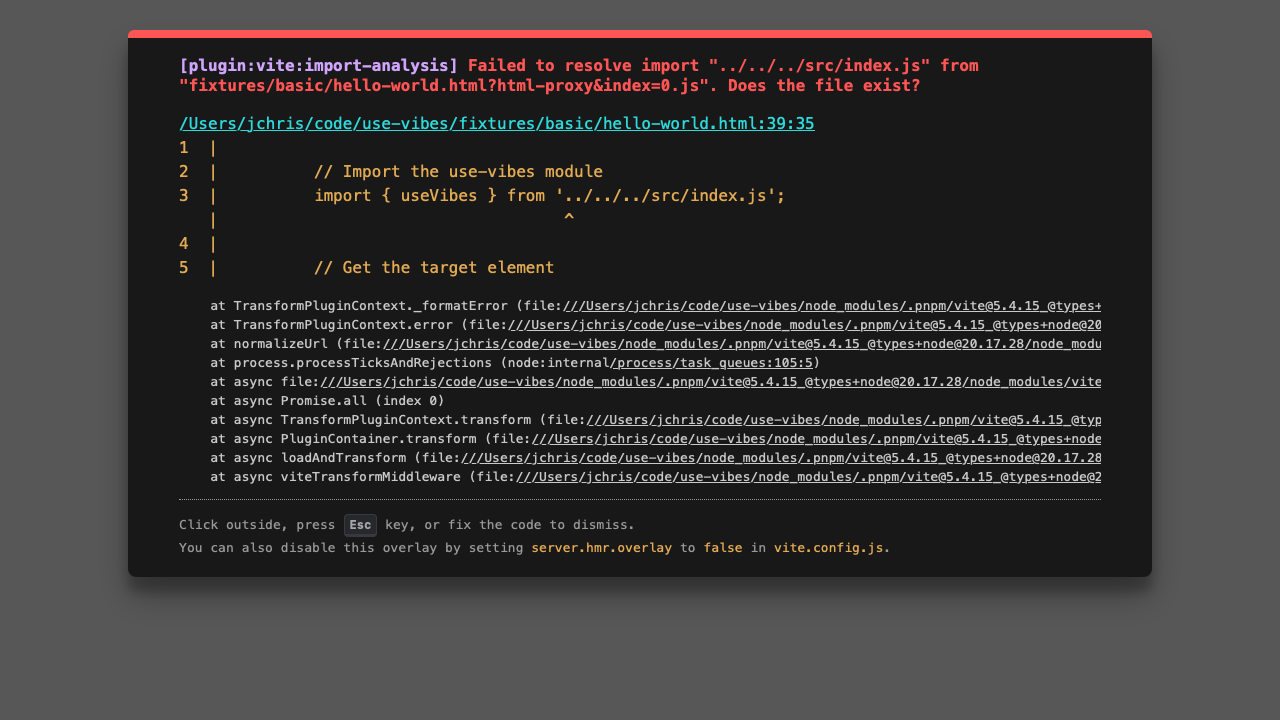 [plugin:vite:import-analysis] Failed to resolve import "../../../src/index.js" from
"fixtures/basic/hello-world.html?html-proxy&index=0.js". Does the file exist?
/Users/jchris/code/use-vibes/fixtures/basic/hello-world.html:39:35
1 |
2 | // Import the use-vibes module
3 | import { useVibes } from '../../../src/index.js';
| ^
4 |
5 | // Get the target element
at TransformPluginContext._formatError (file:///Users/jchris/code/use-vibes/node_modules/.pnpm/vite@5.4.15_@types+
at TransformPluginContext.error (file:///Users/jchris/code/use-vibes/node_modules/.pnpm/vite@5.4.15_@types+node@20
at normalizeUrl (file:///Users/jchris/code/use-vibes/node_modules/.pnpm/vite@5.4.15_@types+node@20.17.28/node_modu
at process.processTicksAndRejections (node:internal/process/task_queues:105:5)
at async file:///Users/jchris/code/use-vibes/node_modules/.pnpm/vite@5.4.15_@types+node@20.17.28/node_modules/vite
at async Promise.all (index 0)
at async TransformPluginContext.transform (file:///Users/jchris/code/use-vibes/node_modules/.pnpm/vite@5.4.15_@typ
at async PluginContainer.transform (file:///Users/jchris/code/use-vibes/node_modules/.pnpm/vite@5.4.15_@types+node
at async loadAndTransform (file:///Users/jchris/code/use-vibes/node_modules/.pnpm/vite@5.4.15_@types+node@20.17.28
at async viteTransformMiddleware (file:///Users/jchris/code/use-vibes/node_modules/.pnpm/vite@5.4.15_@types+node@2
Click outside, press Esc key, or fix the code to dismiss.
You can also disable this overlay by setting server.hmr.overlay to false in vite.config.js.